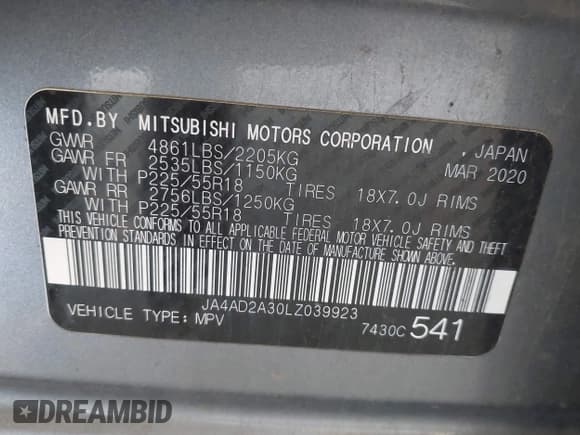 MFD.BY MITSUBISHI MOTORS CORPORATION , JAPAN
GVWR 4861LBS/2205KG MAR 2020
GAWR FR 2535LBS/1150KG
WITH P225/55R18 TIRES 18X7.0J RIMS
GAWR RR 2756LBS/1250KG
WITH P225/55R18 TIRES 18X7.0J RIMS
THIS VEHICLE CONFORMS TO ALL APPLICABLE FEDERAL MOTOR VEHICLE SAFETY AND THEFT
PREVENTION STANDARDS IN EFFECT ON THE DATE OF MANUFACTURE SHOWN ABOVE.
JA4AD2A30LZ039923
VEHICLE TYPE:MPV 7430C 541
DREAMBID